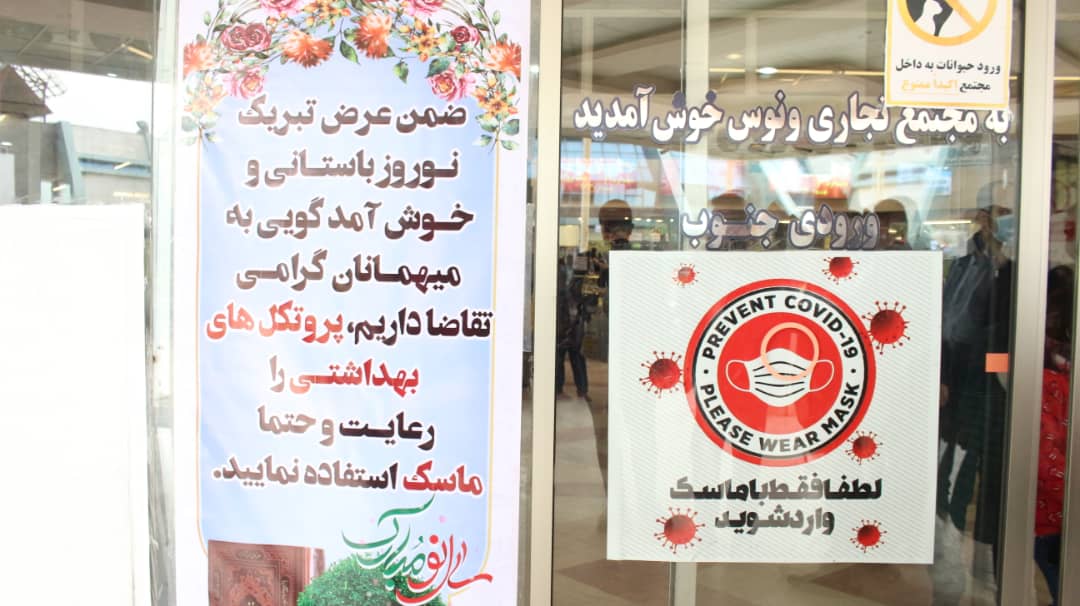 ضمن عرض تبریک
نوروز باستانی و
خوش آمد گویی به
میهمانان گرامی
تقاضا داریم، پروتکل های
بهداشتی را
رعایت و حتما
ماسک استفاده نمایید.
سال نو مبارک
ورود حیوانات به داخل
مجتمع اکیدا ممنوع
به مجتمع تجاری ونوس خوش آمدید
ورودی جنوب
PREVENT COVID-19
PLEASE WEAR MASK
لطفا فقط با ماسک
وارد شوید